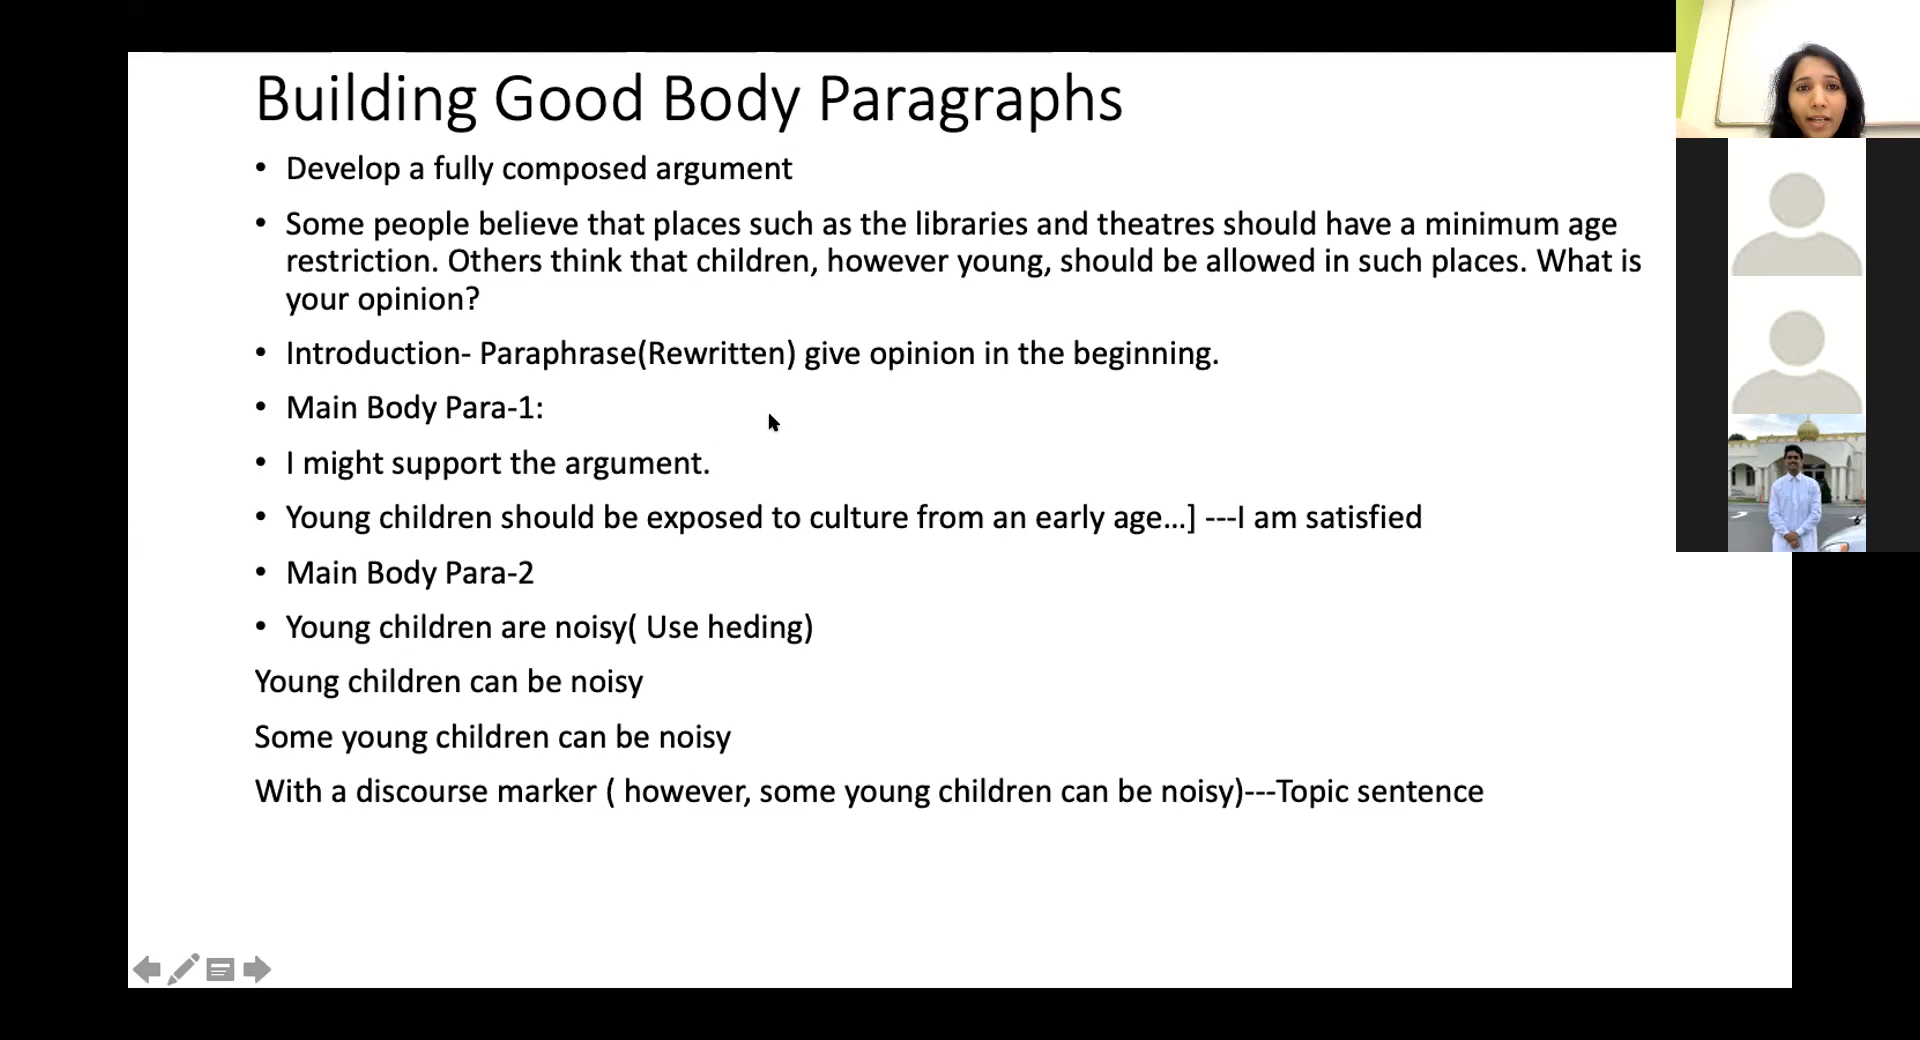 Building Good Body Paragraphs
• Develop a fully composed argument
• Some people believe that places such as the libraries and theatres should have a minimum age
restriction. Others think that children, however young, should be allowed in such places. What is
your opinion?
• Introduction- Paraphrase(Rewritten) give opinion in the beginning.
• Main Body Para-1:
• I might support the argument.
• Young children should be exposed to culture from an early age...] ---I am satisfied
• Main Body Para-2
• Young children are noisy( Use heding)
Young children can be noisy
Some young children can be noisy
With a discourse marker ( however, some young children can be noisy)---Topic sentence